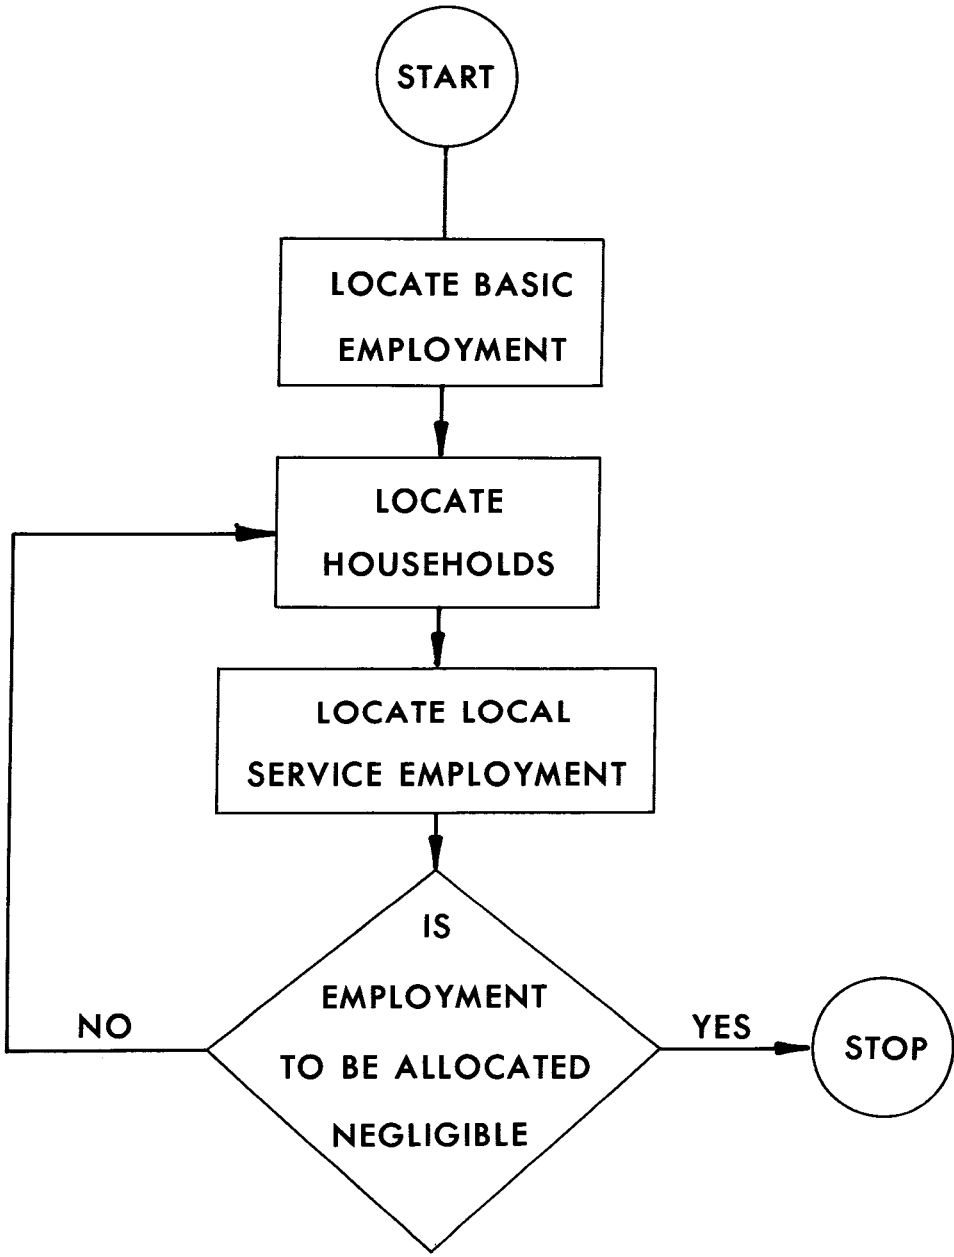 START
LOCATE BASIC
EMPLOYMENT
LOCATE
HOUSEHOLDS
LOCATE LOCAL
SERVICE EMPLOYMENT
IS
EMPLOYMENT
TO BE ALLOCATED
NEGLIGIBLE
NO
YES
STOP